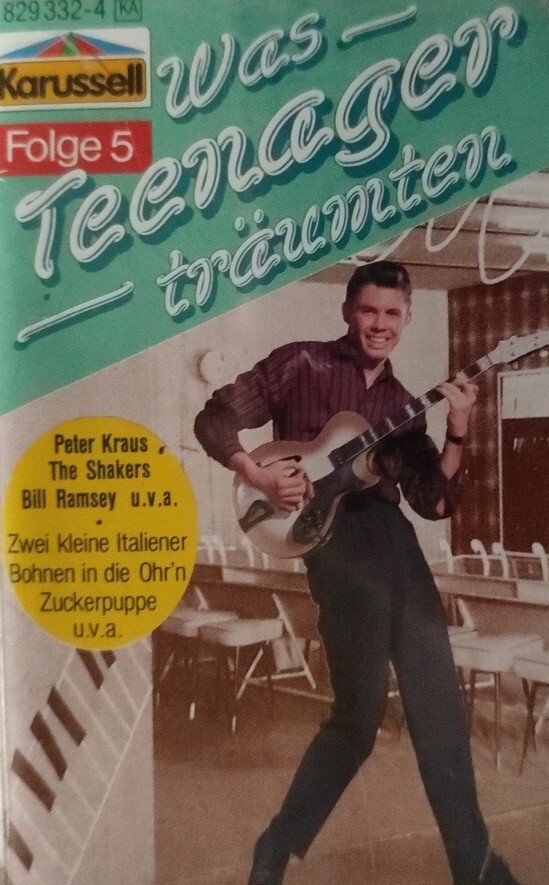 829 332-4 KA
Karussell
Folge 5
Was
Teenager
träumten
Peter Kraus,
The Shakers
Bill Ramsey u.v.a.
•
Zwei kleine Italiener
Bohnen in die Ohr'n
Zuckerpuppe
u.v.a.